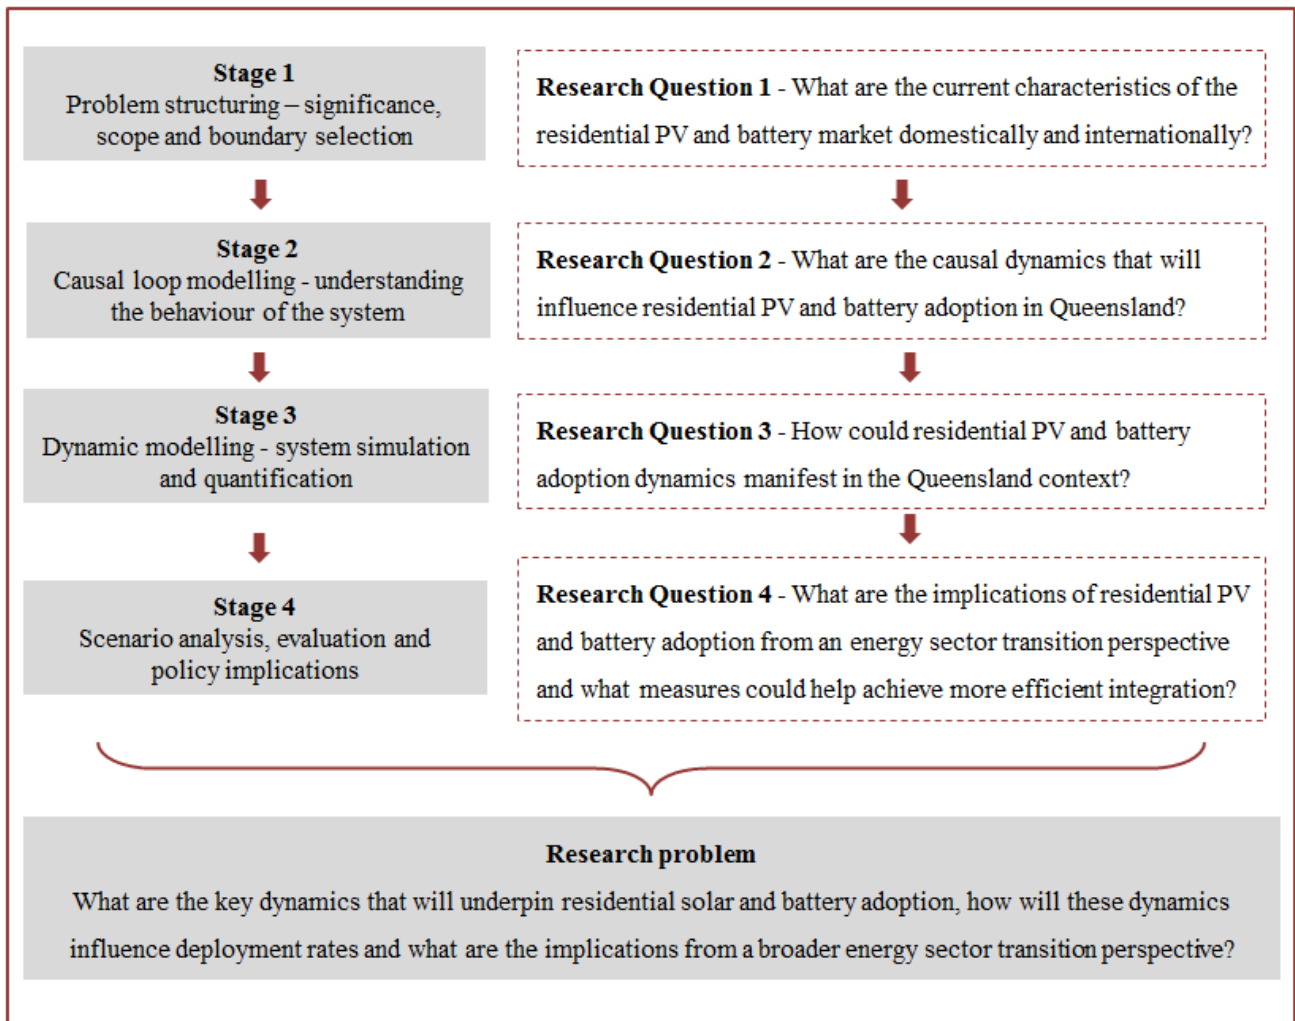 Stage 1
Problem structuring – significance,
scope and boundary selection
Research Question 1 - What are the current characteristics of the
residential PV and battery market domestically and internationally?
Stage 2
Causal loop modelling - understanding
the behaviour of the system
Research Question 2 - What are the causal dynamics that will
influence residential PV and battery adoption in Queensland?
Stage 3
Dynamic modelling - system simulation
and quantification
Research Question 3 - How could residential PV and battery
adoption dynamics manifest in the Queensland context?
Stage 4
Scenario analysis, evaluation and
policy implications
Research Question 4 - What are the implications of residential PV
and battery adoption from an energy sector transition perspective
and what measures could help achieve more efficient integration?
Research problem
What are the key dynamics that will underpin residential solar and battery adoption, how will these dynamics
influence deployment rates and what are the implications from a broader energy sector transition perspective?